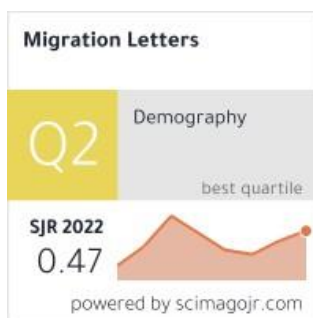 Migration Letters
Q2
Demography
best quartile
SJR 2022
0.47
powered by scimagojr.com